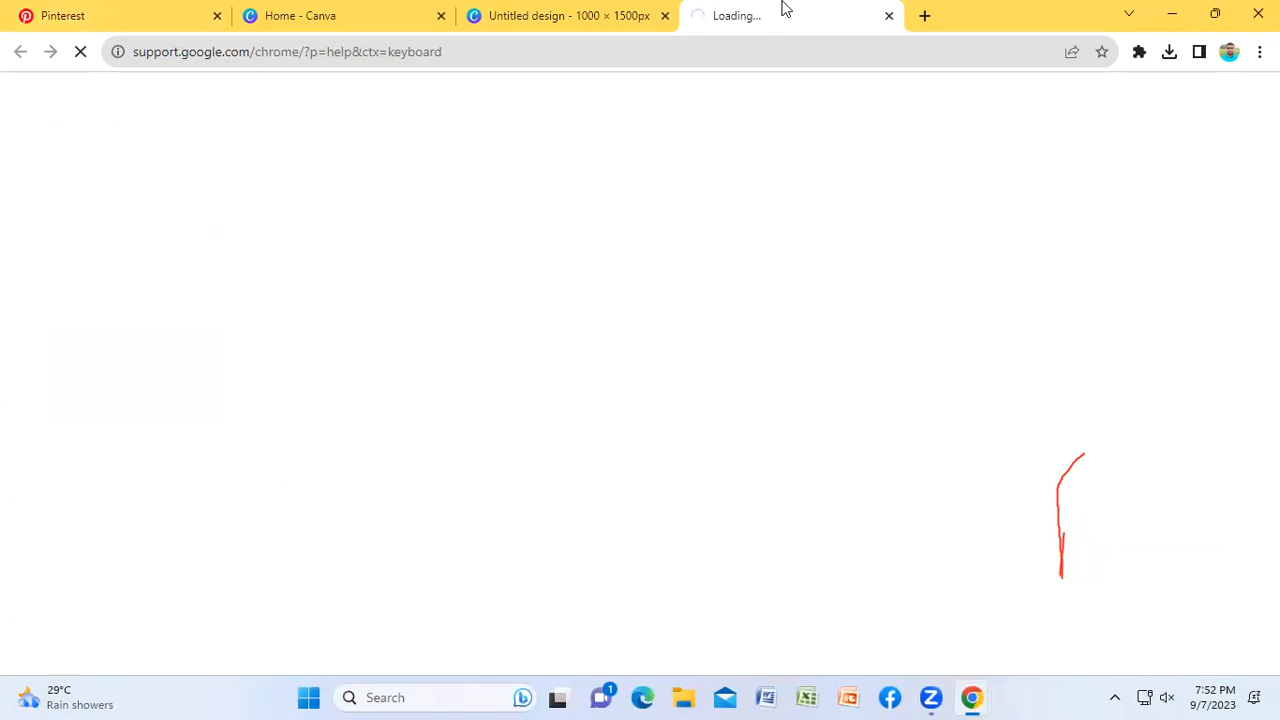 Pinterest
Home - Canva
Untitled design - 1000 × 1500px
Loading...
support.google.com/chrome/?p=help&ctx=keyboard
29°C
Rain showers
Search
1
7:52 PM
9/7/2023